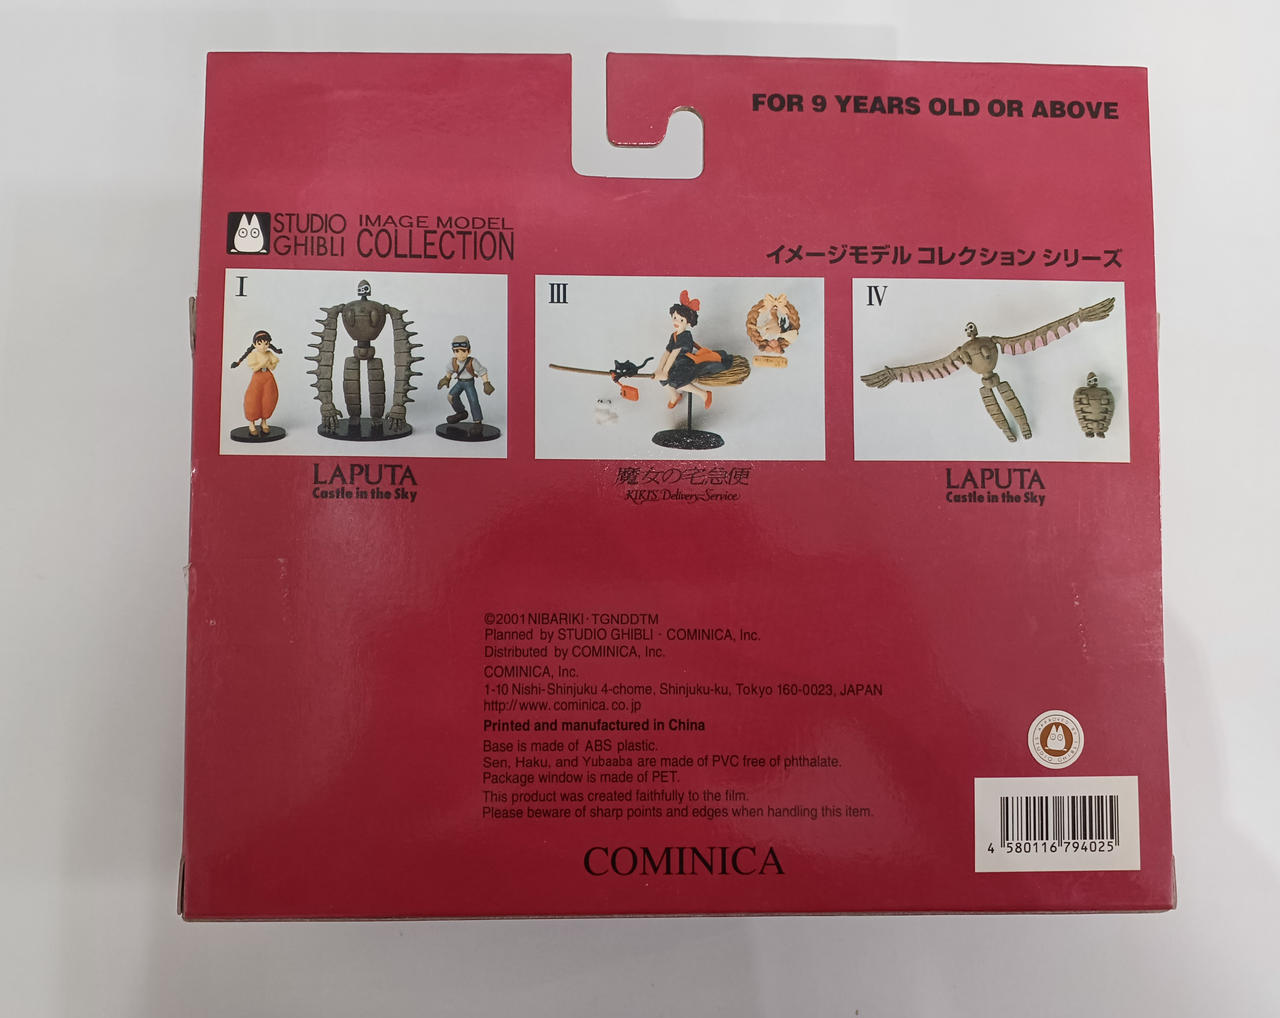 FOR 9 YEARS OLD OR ABOVE
STUDIO GHIBLI
IMAGE MODEL COLLECTION
イメージモデル コレクション シリーズ
I
III
IV
LAPUTA
Castle in the Sky
魔女の宅急便
KIKI'S Delivery Service
LAPUTA
Castle in the Sky
©2001 NIBARIKI · TGNDDTM
Planned by STUDIO GHIBLI · COMINICA, Inc.
Distributed by COMINICA, Inc.
COMINICA, Inc.
1-10 Nishi-Shinjuku 4-chome, Shinjuku-ku, Tokyo 160-0023, JAPAN
http://www.cominica.co.jp
Printed and manufactured in China
Base is made of ABS plastic.
Sen, Haku, and Yubaaba are made of PVC free of phthalate.
Package window is made of PET.
This product was created faithfully to the film.
Please beware of sharp points and edges when handling this item.
APPROVED BY STUDIO GHIBLI
4 580116 794025
COMINICA